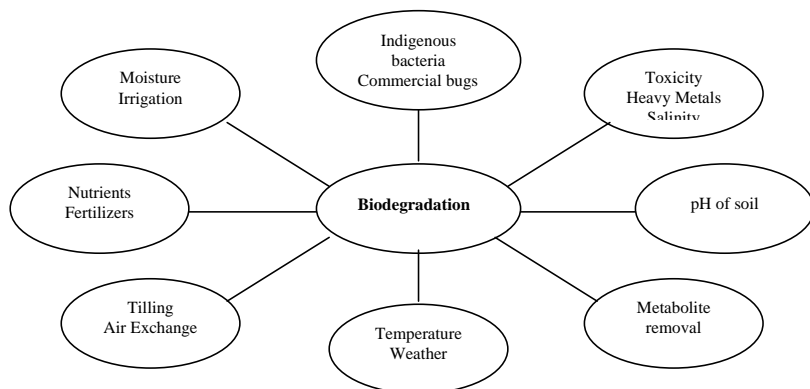 Indigenous
bacteria
Commercial bugs
Moisture
Irrigation
Toxicity
Heavy Metals
Salinity
Nutrients
Fertilizers
Biodegradation
pH of soil
Tilling
Air Exchange
Temperature
Weather
Metabolite
removal